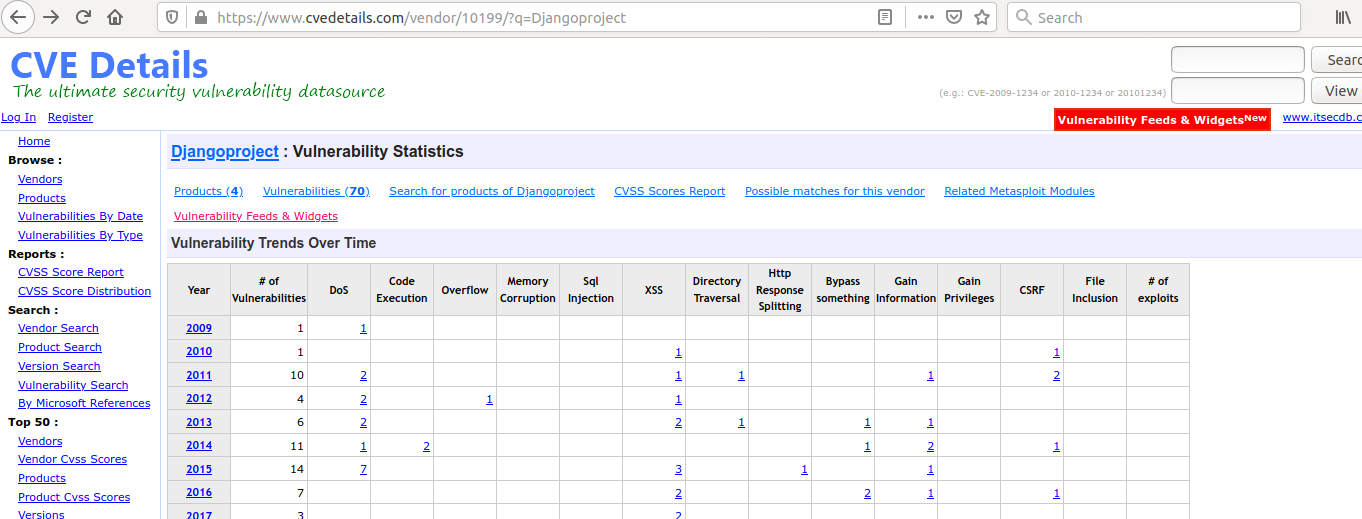 https://www.cvedetails.com/vendor/10199/?q=Djangoproject
Search
CVE Details
The ultimate security vulnerability datasource
Searc
(e.g.: CVE-2009-1234 or 2010-1234 or 20101234)
View
Log In Register
Vulnerability Feeds & WidgetsNew
www.itsecdb.c
Home
Browse :
Vendors
Products
Vulnerabilities By Date
Vulnerabilities By Type
Reports :
CVSS Score Report
CVSS Score Distribution
Search :
Vendor Search
Product Search
Version Search
Vulnerability Search
By Microsoft References
Top 50 :
Vendors
Vendor Cvss Scores
Products
Product Cvss Scores
Versions
Djangoproject : Vulnerability Statistics
Products (4) Vulnerabilities (70) Search for products of Djangoproject CVSS Scores Report Possible matches for this vendor Related Metasploit Modules
Vulnerability Feeds & Widgets
Vulnerability Trends Over Time
Year # of Vulnerabilities DoS Code Execution Overflow Memory Corruption Sql Injection XSS Directory Traversal Http Response Splitting Bypass something Gain Information Gain Privileges CSRF File Inclusion # of exploits
2009 1 1
2010 1 1 1
2011 10 2 1 1 1 2
2012 4 2 1 1
2013 6 2 2 1 1 1
2014 11 1 2 1 2 1
2015 14 7 3 1 1
2016 7 2 2 1 1
2017 3 2